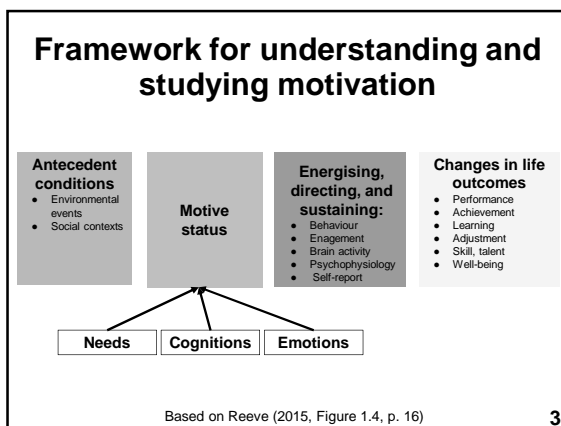 Framework for understanding and
studying motivation
Antecedent
conditions
● Environmental
events
● Social contexts
Motive
status
Energising,
directing, and
sustaining:
● Behaviour
● Enagement
● Brain activity
● Psychophysiology
● Self-report
Changes in life
outcomes
● Performance
● Achievement
● Learning
● Adjustment
● Skill, talent
● Well-being
Needs
Cognitions
Emotions
Based on Reeve (2015, Figure 1.4, p. 16)
3